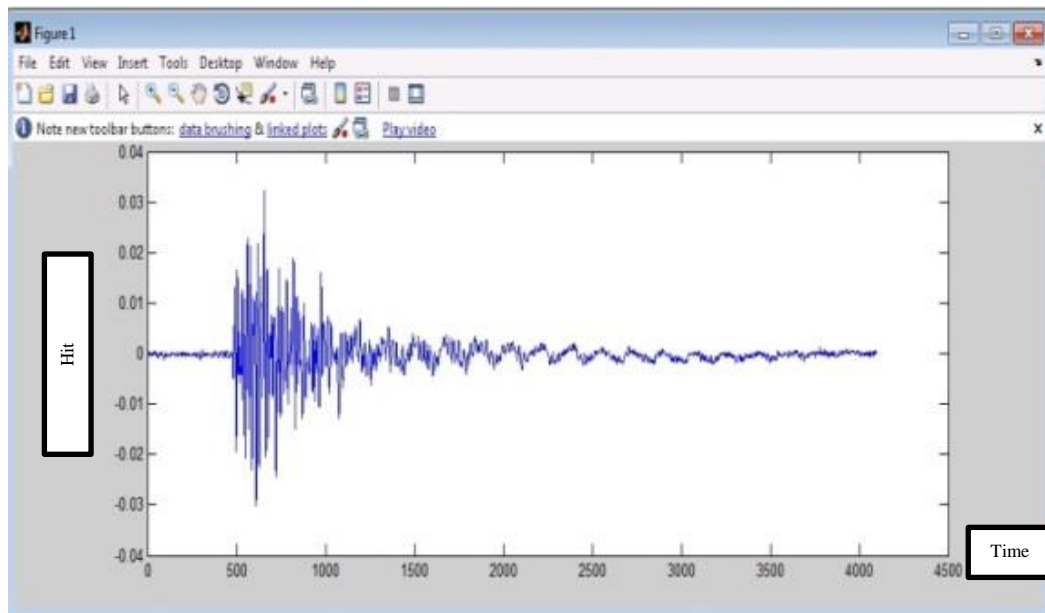 Figure 1
File Edit View Insert Tools Desktop Window Help
Note new toolbar buttons: data brushing & linked plots Play video
0.04
0.03
0.02
0.01
0
-0.01
-0.02
-0.03
-0.04
Hit
0 500 1000 1500 2000 2500 3000 3500 4000 4500
Time